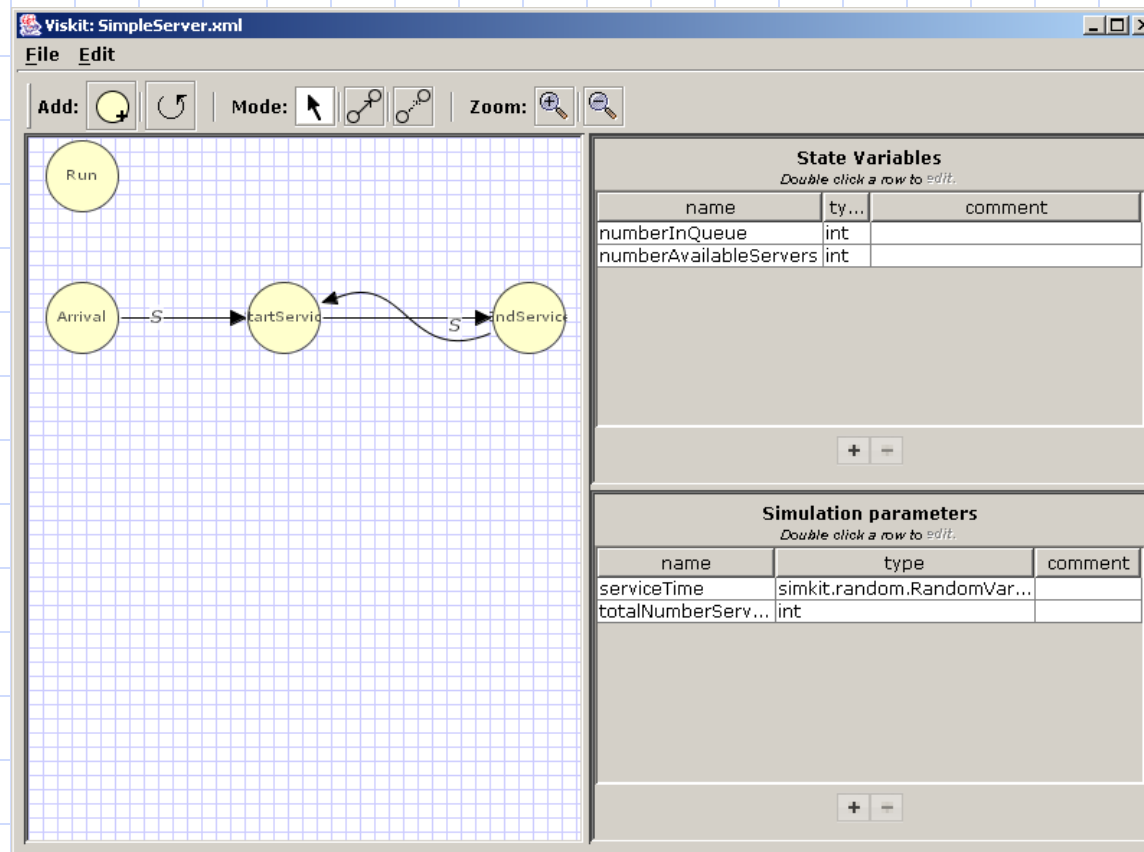 Viskit: SimpleServer.xml
File Edit
Add: Mode: Zoom:
Run
Arrival
S
tartServic
S
ndService
State Variables
Double click a row to edit.
name ty... comment
numberInQueue int
numberAvailableServers int
+ −
Simulation parameters
Double click a row to edit.
name type comment
serviceTime simkit.random.RandomVar...
totalNumberServ... int
+ −